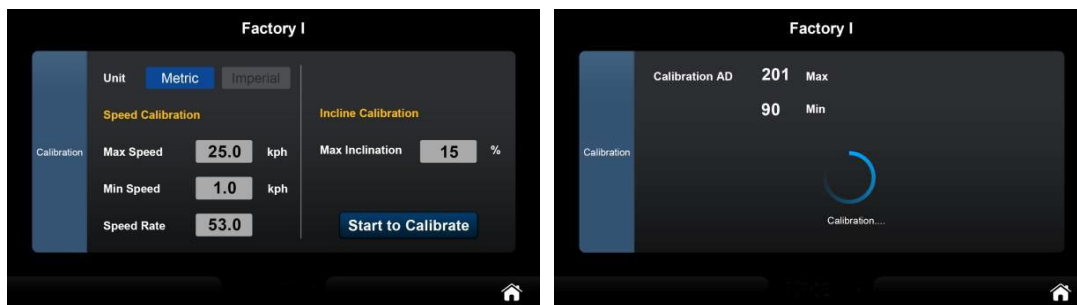 Factory I
Unit Metric Imperial
Speed Calibration
Incline Calibration
Calibration
Max Speed 25.0 kph
Max Inclination 15 %
Min Speed 1.0 kph
Speed Rate 53.0
Start to Calibrate
Factory I
Calibration AD 201 Max
90 Min
Calibration
Calibration....